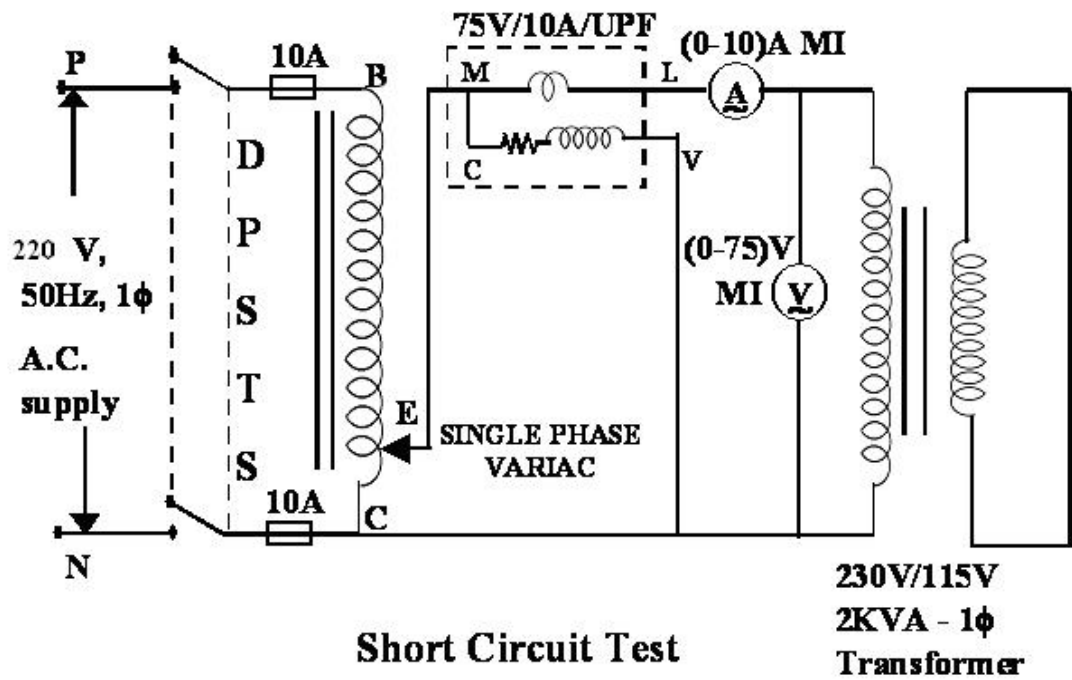 75V/10A/UPF
(0-10)A MI
P
10A
B
M
L
A
D
P
S
T
S
C
V
220 V,
50Hz, 1ϕ
A.C.
supply
(0-75)V
MI
V
E
SINGLE PHASE
VARIAC
10A
C
N
230V/115V
2KVA - 1ϕ
Transformer
Short Circuit Test